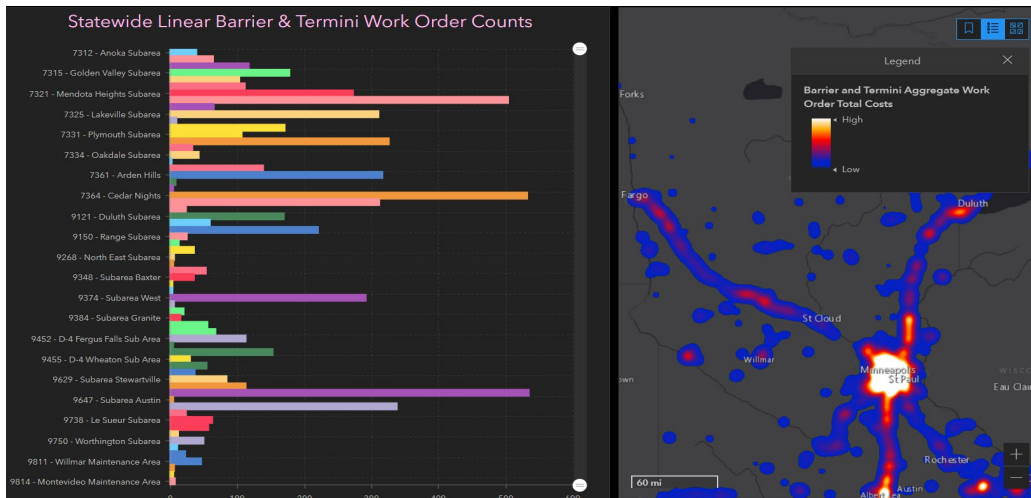 Statewide Linear Barrier & Termini Work Order Counts
7312 - Anoka Subarea
7315 - Golden Valley Subarea
7321 - Mendota Heights Subarea
7325 - Lakeville Subarea
7331 - Plymouth Subarea
7334 - Oakdale Subarea
7361 - Arden Hills
7364 - Cedar Nights
9121 - Duluth Subarea
9150 - Range Subarea
9268 - North East Subarea
9348 - Subarea Baxter
9374 - Subarea West
9384 - Subarea Granite
9452 - D-4 Fergus Falls Sub Area
9455 - D-4 Wheaton Sub Area
9629 - Subarea Stewartville
9647 - Subarea Austin
9738 - Le Sueur Subarea
9750 - Worthington Subarea
9811 - Willmar Maintenance Area
9814 - Montevideo Maintenance Area
0 100 200 300 400 500 600
Legend
Barrier and Termini Aggregate Work
Order Total Costs
High
Low
Forks
Fargo
Duluth
St Cloud
Willmar
Minneapolis
St Paul
WISC
own
Eau Clair
Rochester
60 mi
Austin
Albert Lea